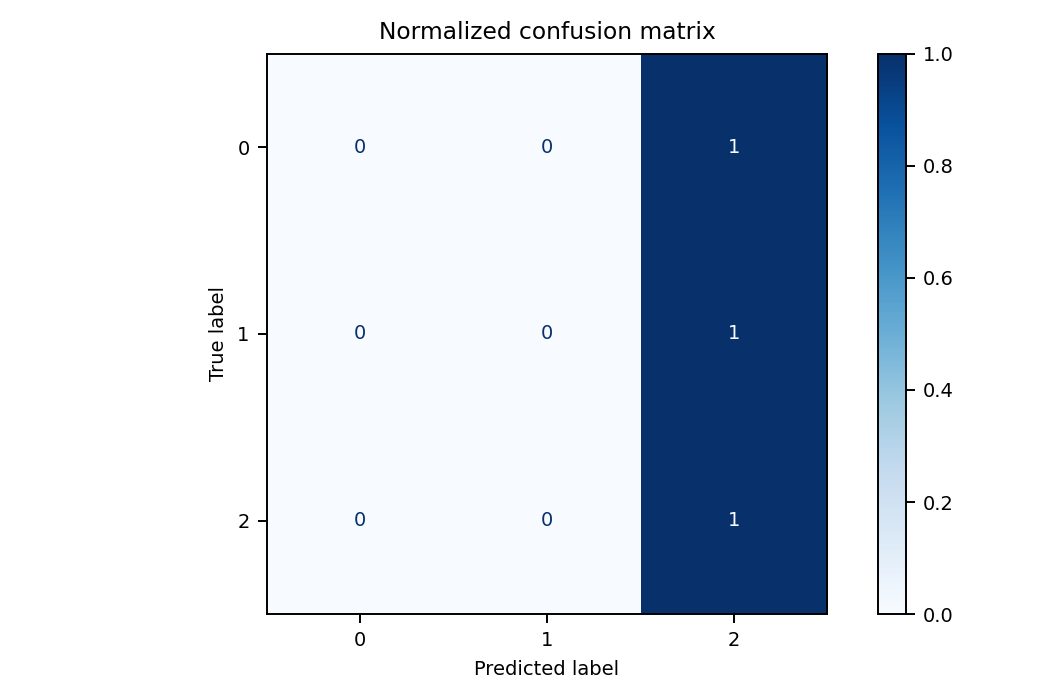 Normalized confusion matrix
1.0
0 0 0 1
0.8
0.6
True label
1 0 0 1
0.4
2 0 0 1
0.2
0.0
0 1 2
Predicted label